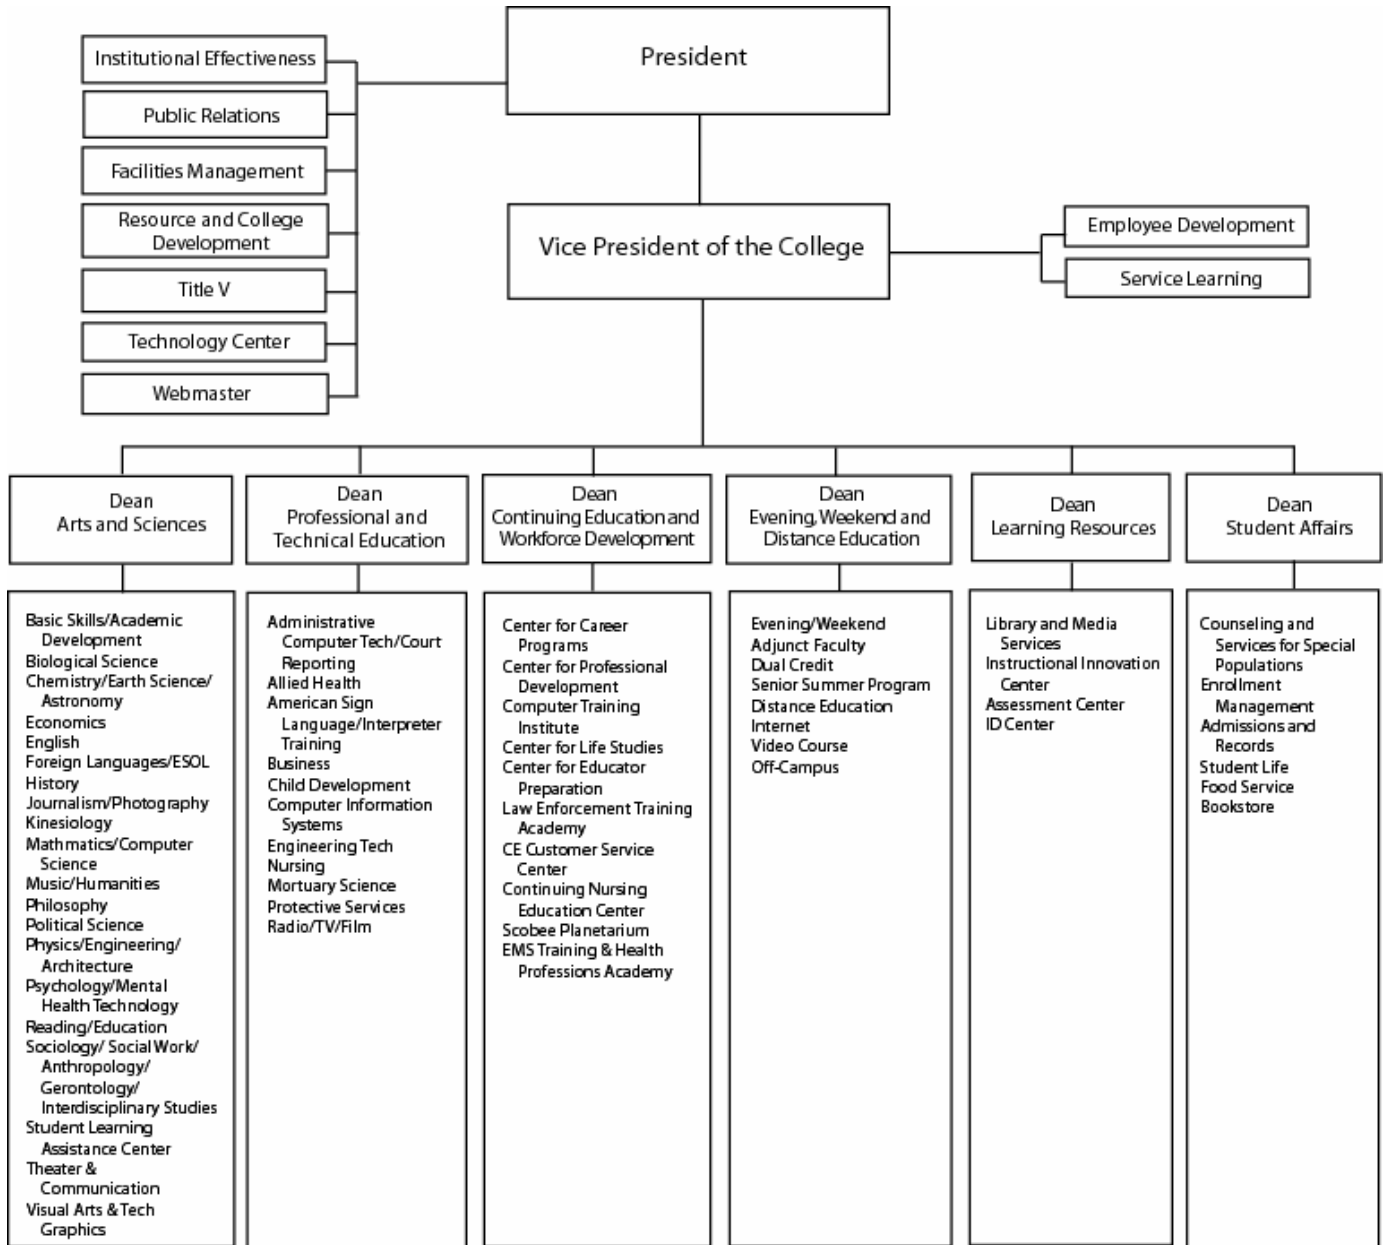 President
Institutional Effectiveness
Public Relations
Facilities Management
Resource and College
Development
Title V
Technology Center
Webmaster
Vice President of the College
Employee Development
Service Learning
Dean
Arts and Sciences
Dean
Professional and
Technical Education
Dean
Continuing Education and
Workforce Development
Dean
Evening, Weekend and
Distance Education
Dean
Learning Resources
Dean
Student Affairs
Basic Skills/Academic
Development
Biological Science
Chemistry/Earth Science/
Astronomy
Economics
English
Foreign Languages/ESOL
History
Journalism/Photography
Kinesiology
Mathmatics/Computer
Science
Music/Humanities
Philosophy
Political Science
Physics/Engineering/
Architecture
Psychology/Mental
Health Technology
Reading/Education
Sociology/ Social Work/
Anthropology/
Gerontology/
Interdisciplinary Studies
Student Learning
Assistance Center
Theater &
Communication
Visual Arts & Tech
Graphics
Administrative
Computer Tech/Court
Reporting
Allied Health
American Sign
Language/Interpreter
Training
Business
Child Development
Computer Information
Systems
Engineering Tech
Nursing
Mortuary Science
Protective Services
Radio/TV/Film
Center for Career
Programs
Center for Professional
Development
Computer Training
Institute
Center for Life Studies
Center for Educator
Preparation
Law Enforcement Training
Academy
CE Customer Service
Center
Continuing Nursing
Education Center
Scobee Planetarium
EMS Training & Health
Professions Academy
Evening/Weekend
Adjunct Faculty
Dual Credit
Senior Summer Program
Distance Education
Internet
Video Course
Off-Campus
Library and Media
Services
Instructional Innovation
Center
Assessment Center
ID Center
Counseling and
Services for Special
Populations
Enrollment
Management
Admissions and
Records
Student Life
Food Service
Bookstore